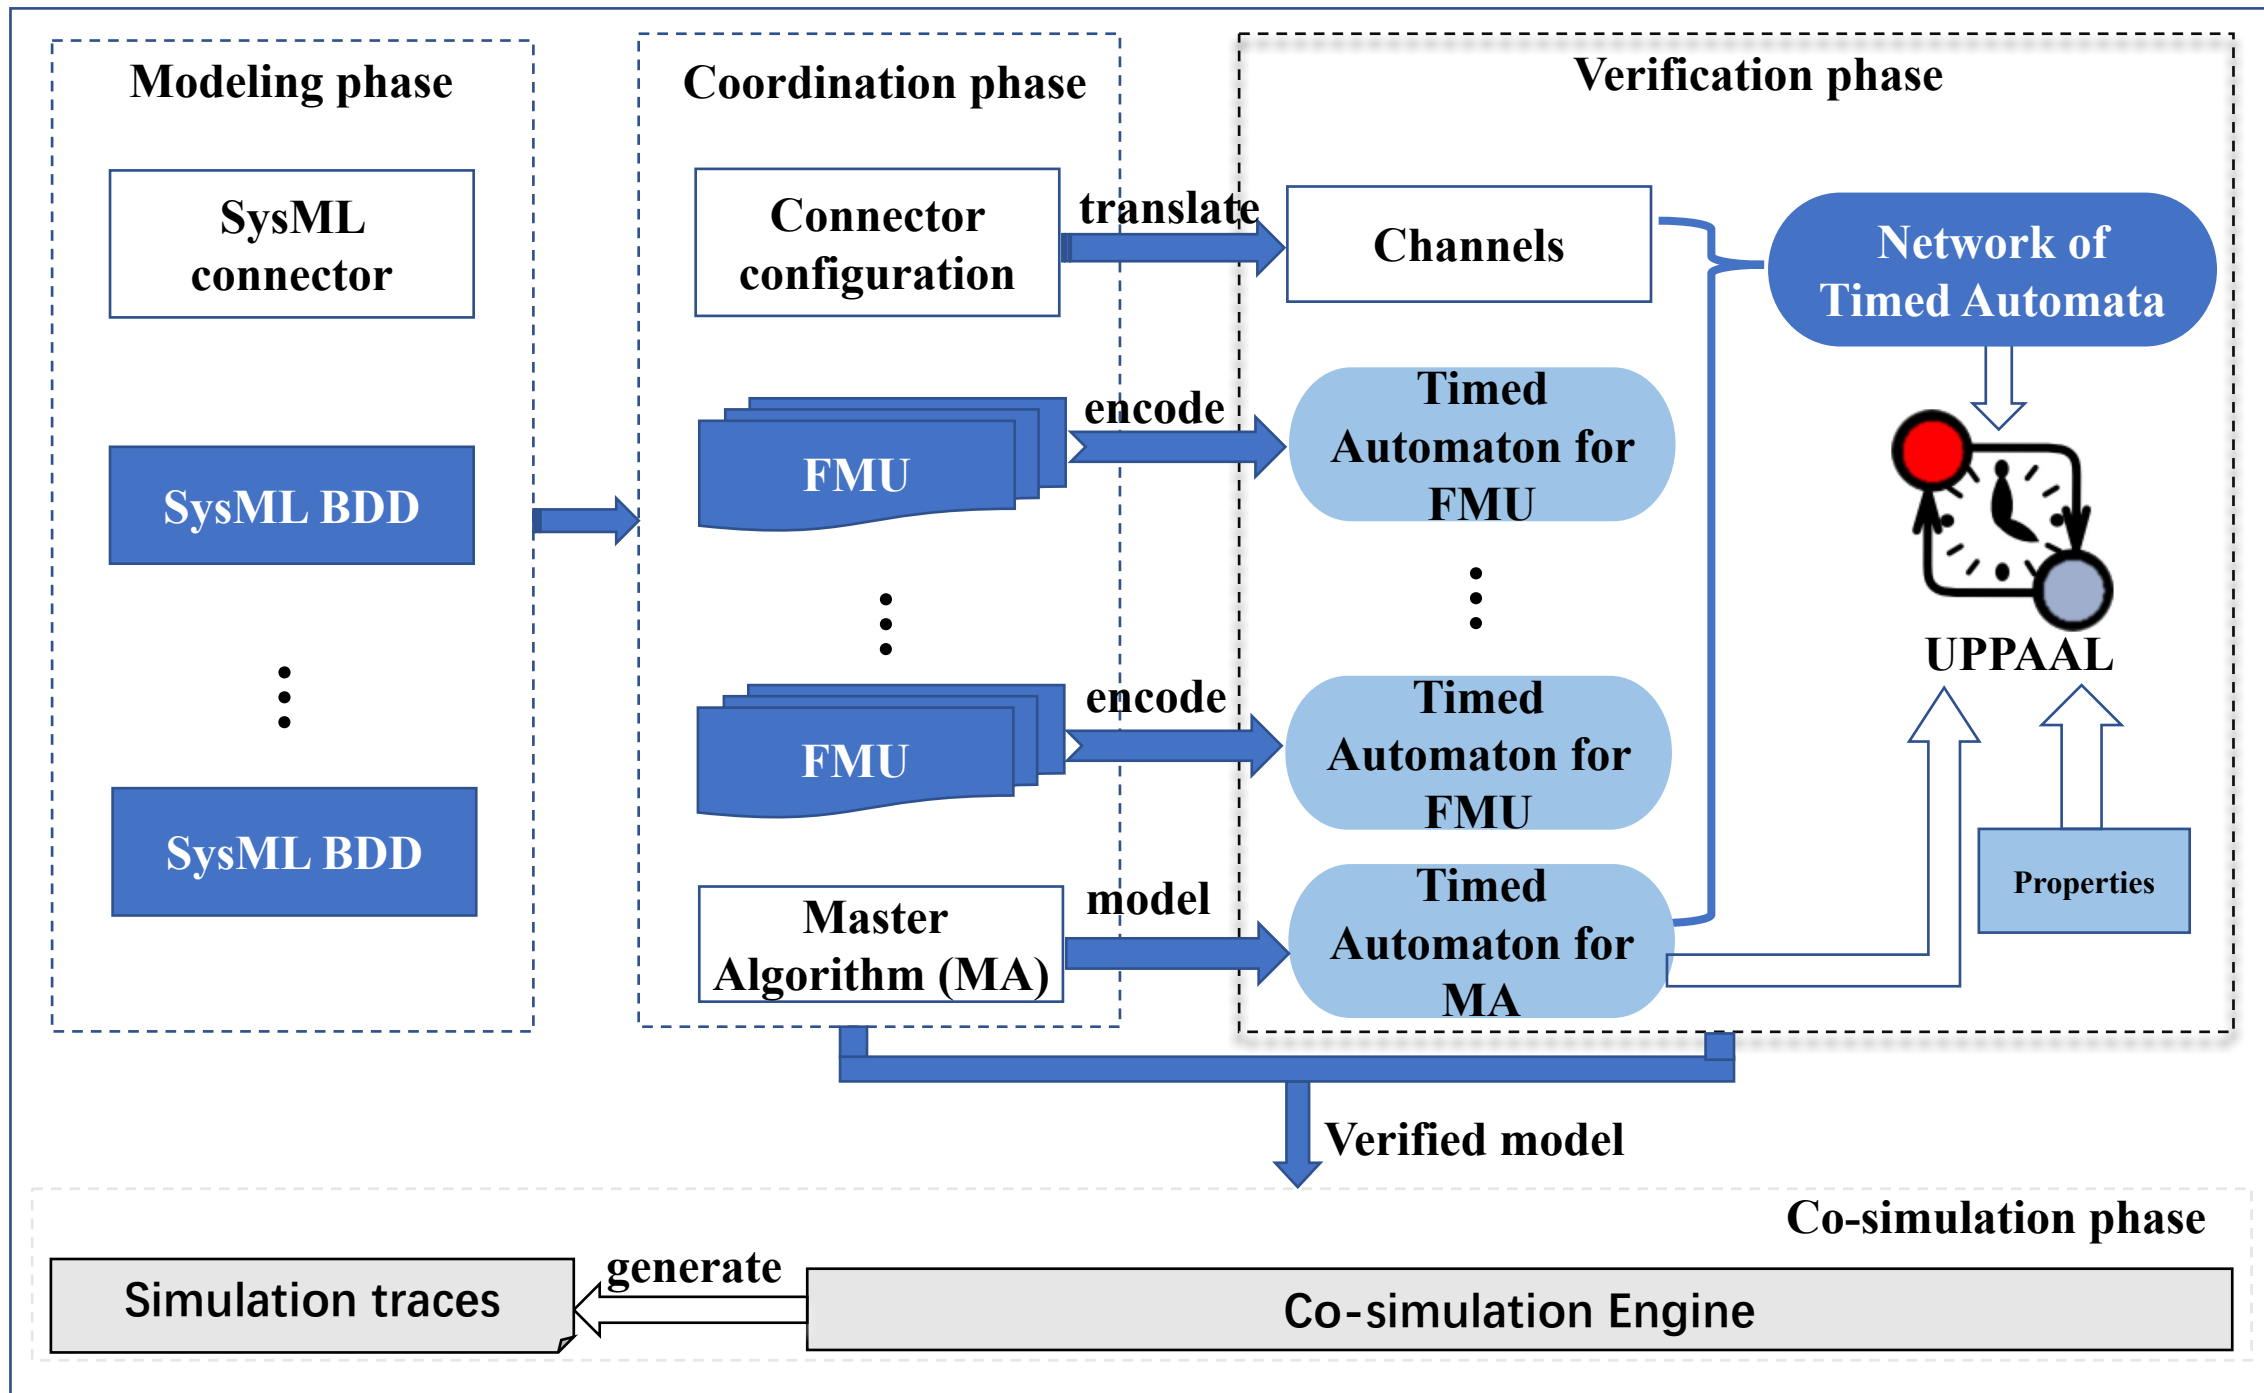 Modeling phase
SysML
connector
SysML BDD
SysML BDD
Coordination phase
Connector
configuration
FMU
FMU
Master
Algorithm (MA)
translate
encode
encode
model
Verification phase
Channels
Timed
Automaton for
FMU
Timed
Automaton for
FMU
Timed
Automaton for
MA
Network of
Timed Automata
UPPAAL
Properties
Verified model
Co-simulation phase
Simulation traces
generate
Co-simulation Engine